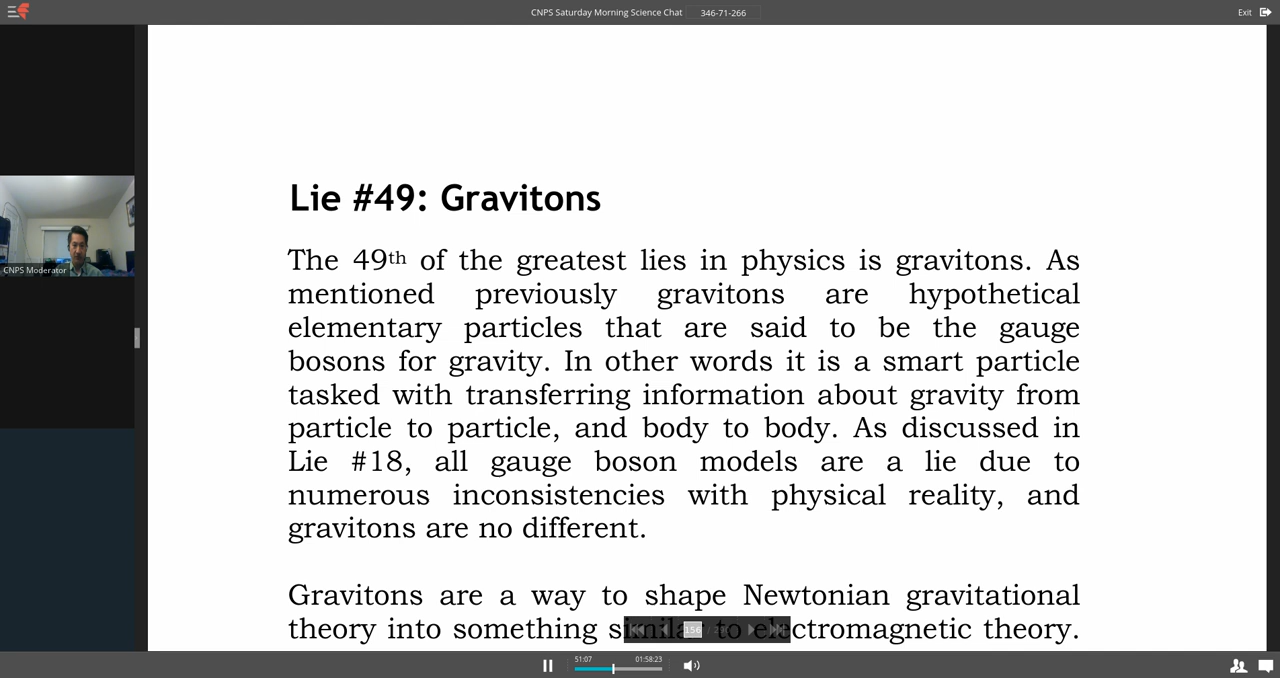 CNPS Saturday Morning Science Chat 346-71-266 Exit
CNPS Moderator
Lie #49: Gravitons
The 49th of the greatest lies in physics is gravitons. As
mentioned previously gravitons are hypothetical
elementary particles that are said to be the gauge
bosons for gravity. In other words it is a smart particle
tasked with transferring information about gravity from
particle to particle, and body to body. As discussed in
Lie #18, all gauge boson models are a lie due to
numerous inconsistencies with physical reality, and
gravitons are no different.
Gravitons are a way to shape Newtonian gravitational
theory into something similar to electromagnetic theory.
156 /
51:07 01:58:23